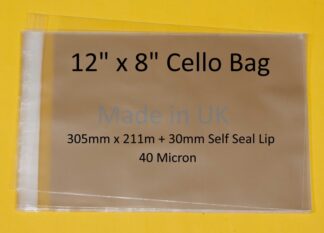 12" x 8" Cello Bag
Made in UK
305mm x 211m + 30mm Self Seal Lip
40 Micron